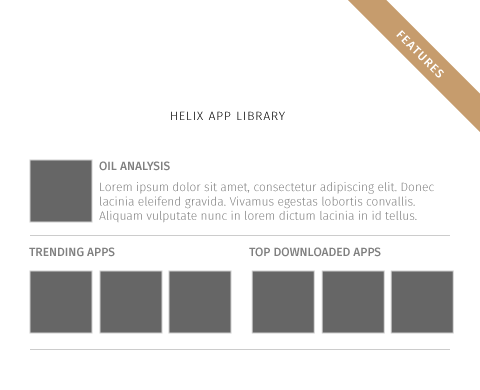 FEATURES
HELIX APP LIBRARY
OIL ANALYSIS
Lorem ipsum dolor sit amet, consectetur adipiscing elit. Donec
lacinia eleifend gravida. Vivamus egestas lobortis convallis.
Aliquam vulputate nunc in lorem dictum lacinia in id tellus.
TRENDING APPS
TOP DOWNLOADED APPS